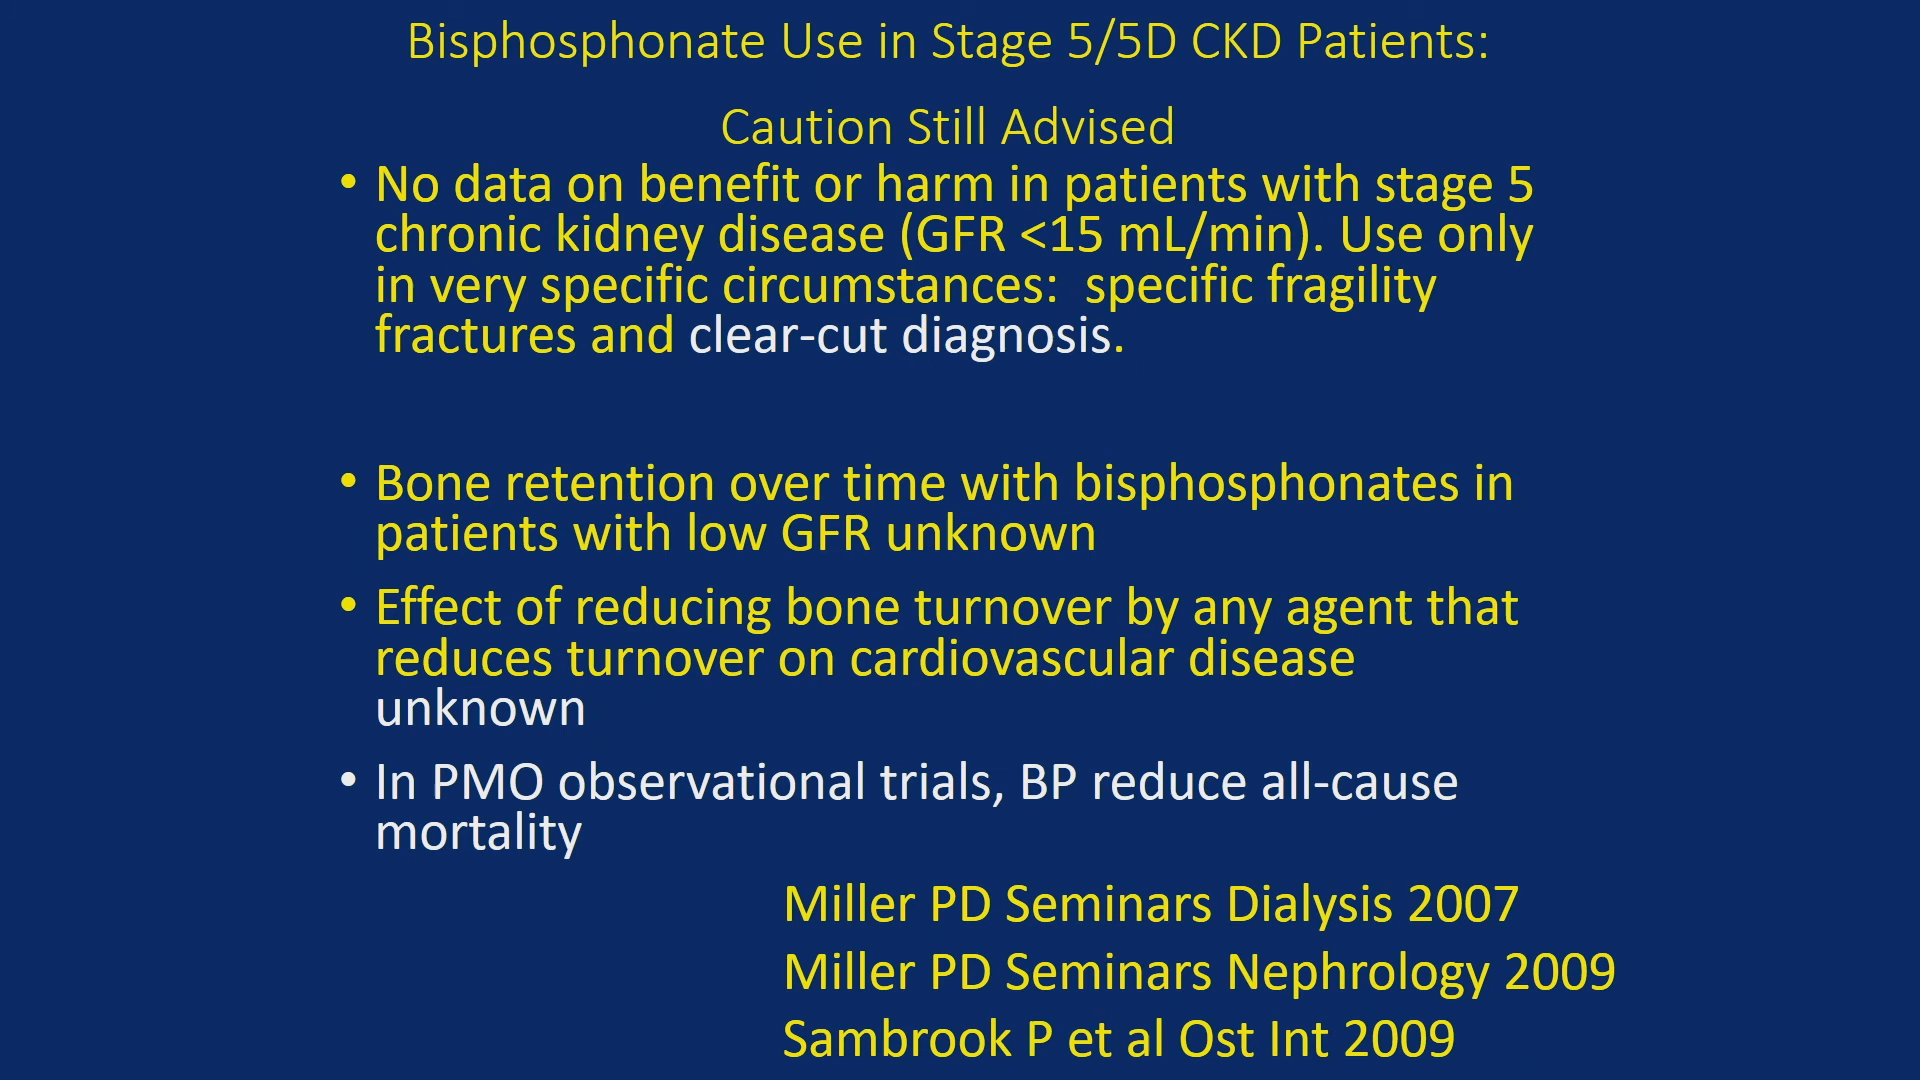 Bisphosphonate Use in Stage 5/5D CKD Patients:
Caution Still Advised
• No data on benefit or harm in patients with stage 5
chronic kidney disease (GFR <15 mL/min). Use only
in very specific circumstances:  specific fragility
fractures and clear-cut diagnosis.
• Bone retention over time with bisphosphonates in
patients with low GFR unknown
• Effect of reducing bone turnover by any agent that
reduces turnover on cardiovascular disease
unknown
• In PMO observational trials, BP reduce all-cause
mortality
Miller PD Seminars Dialysis 2007
Miller PD Seminars Nephrology 2009
Sambrook P et al Ost Int 2009